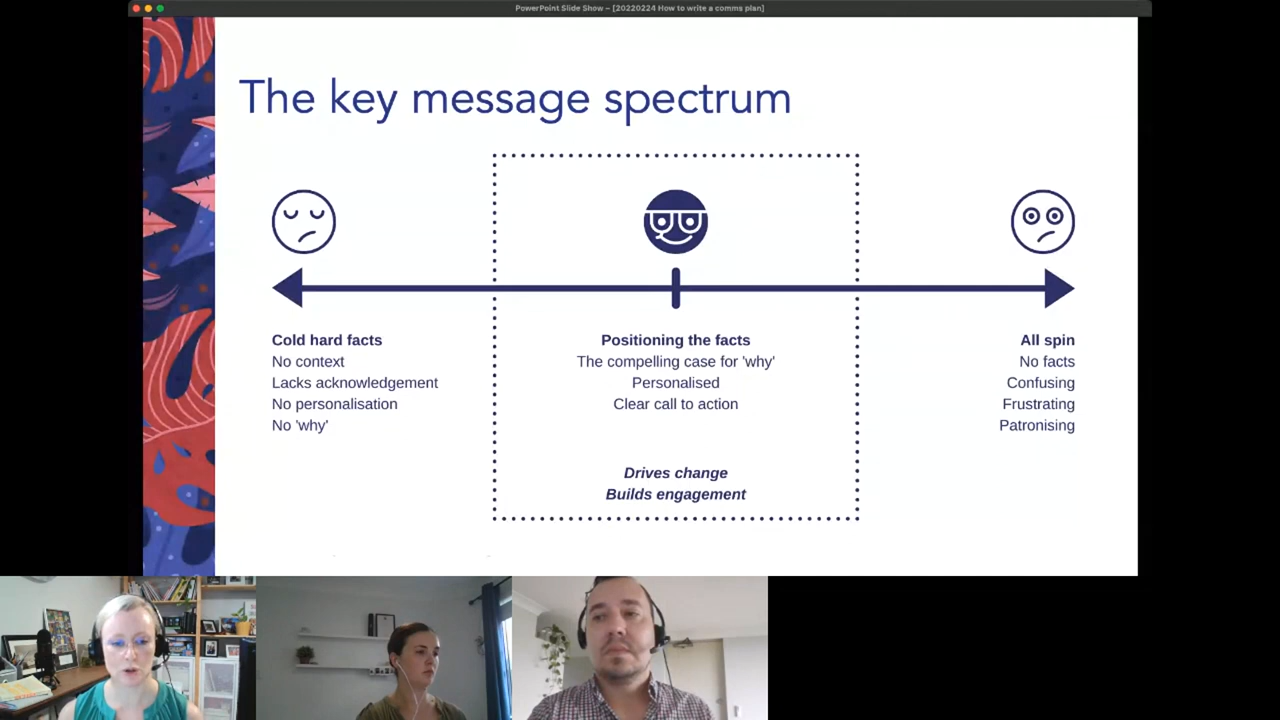 PowerPoint Slide Show – [20220224 How to write a comms plan]
The key message spectrum
Cold hard facts
No context
Lacks acknowledgement
No personalisation
No 'why'
Positioning the facts
The compelling case for 'why'
Personalised
Clear call to action
Drives change
Builds engagement
All spin
No facts
Confusing
Frustrating
Patronising